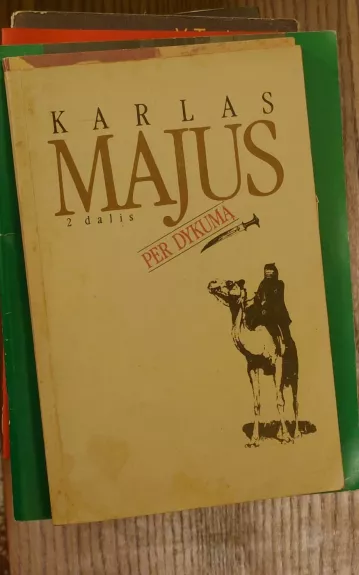 KARLAS
MAJUS
2 dalis
PER DYKUMĄ